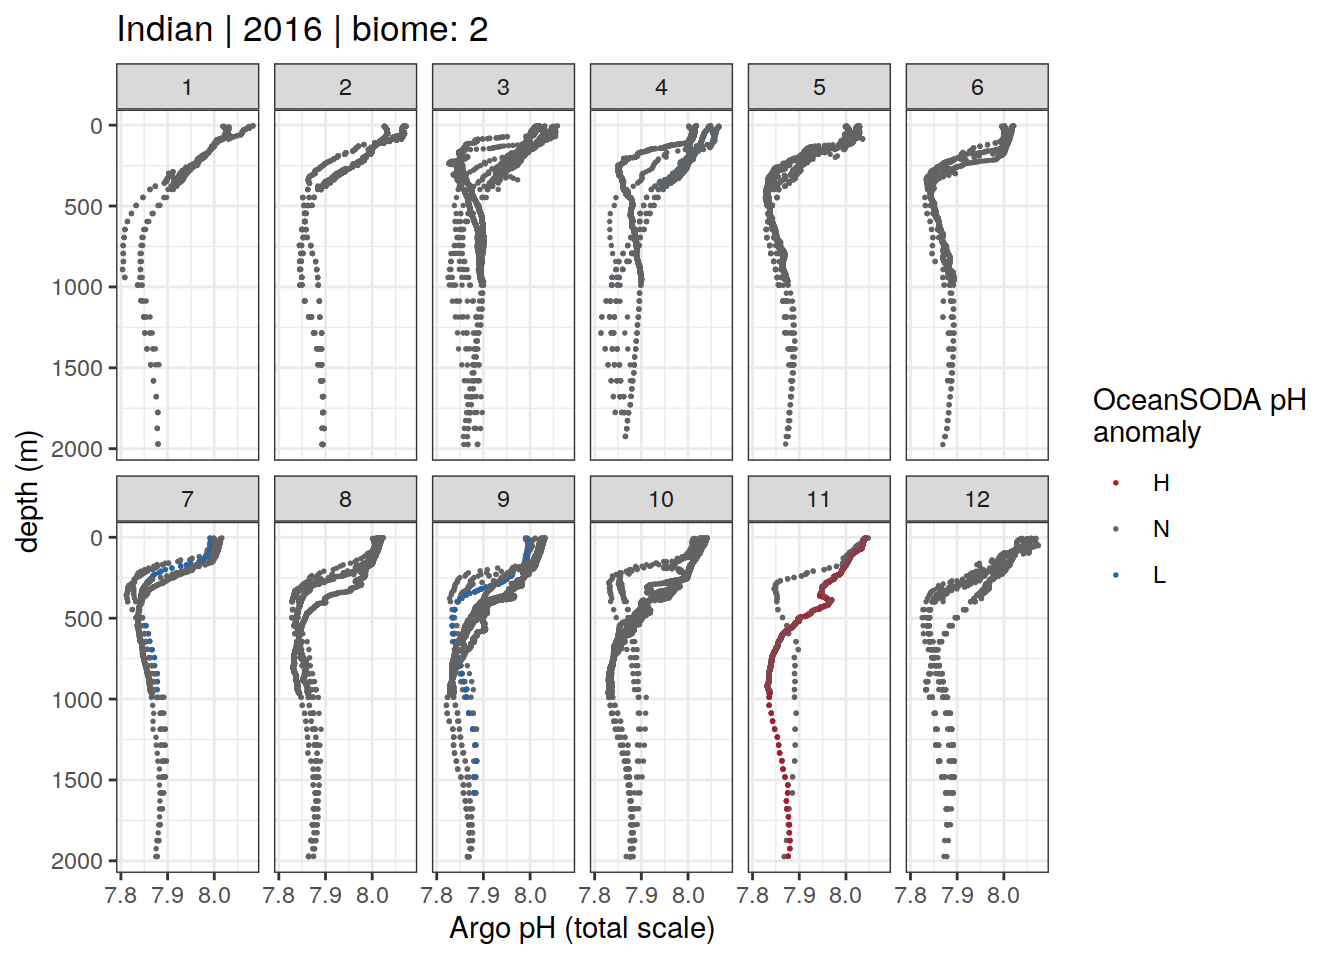 Indian | 2016 | biome: 2
1 2 3 4 5 6
0
500
1000
1500
2000
7 8 9 10 11 12
0
500
1000
1500
2000
7.8 7.9 8.0 7.8 7.9 8.0 7.8 7.9 8.0 7.8 7.9 8.0 7.8 7.9 8.0 7.8 7.9 8.0
depth (m)
Argo pH (total scale)
OceanSODA pH
anomaly
H
N
L